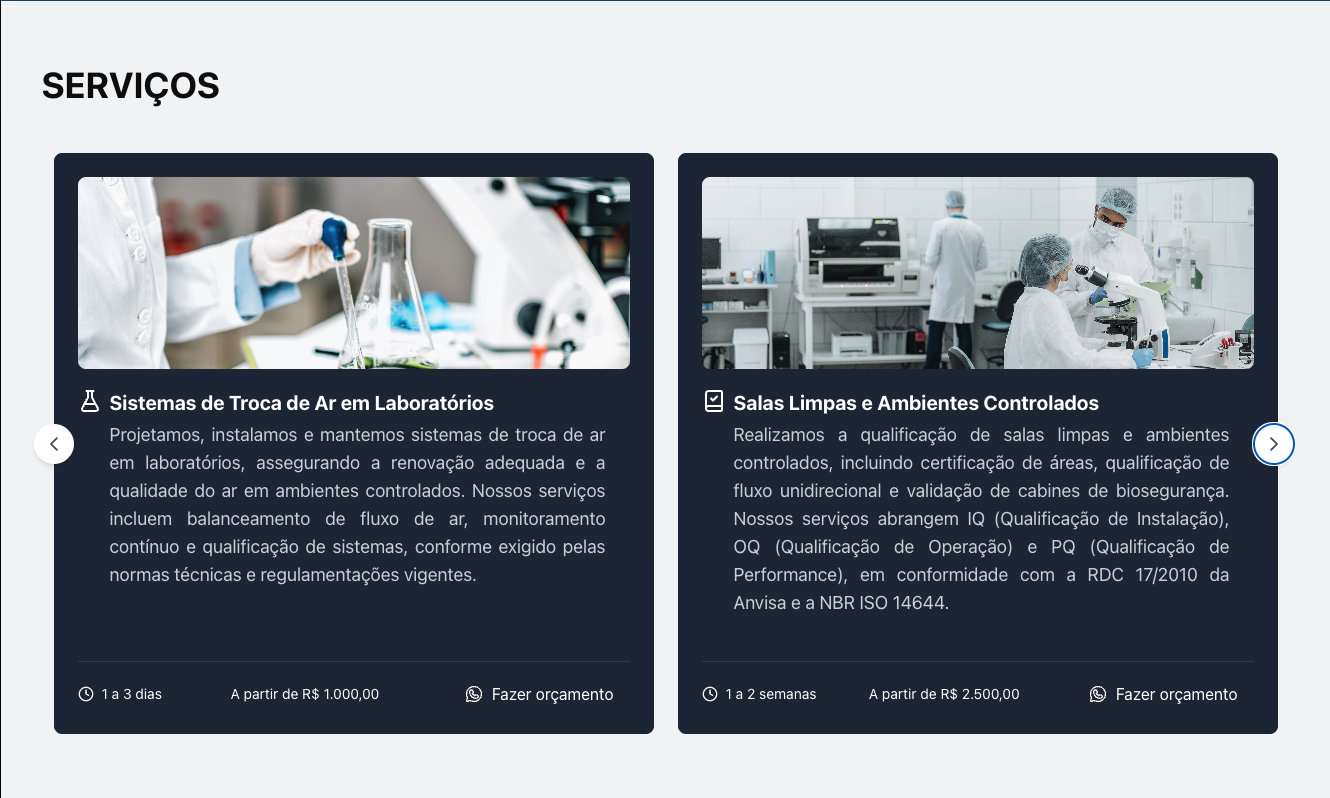 SERVIÇOS
Sistemas de Troca de Ar em Laboratórios
Projetamos, instalamos e mantemos sistemas de troca de ar
em laboratórios, assegurando a renovação adequada e a
qualidade do ar em ambientes controlados. Nossos serviços
incluem balanceamento de fluxo de ar, monitoramento
contínuo e qualificação de sistemas, conforme exigido pelas
normas técnicas e regulamentações vigentes.
1 a 3 dias
A partir de R$ 1.000,00
Fazer orçamento
Salas Limpas e Ambientes Controlados
Realizamos a qualificação de salas limpas e ambientes
controlados, incluindo certificação de áreas, qualificação de
fluxo unidirecional e validação de cabines de biosegurança.
Nossos serviços abrangem IQ (Qualificação de Instalação),
OQ (Qualificação de Operação) e PQ (Qualificação de
Performance), em conformidade com a RDC 17/2010 da
Anvisa e a NBR ISO 14644.
1 a 2 semanas
A partir de R$ 2.500,00
Fazer orçamento